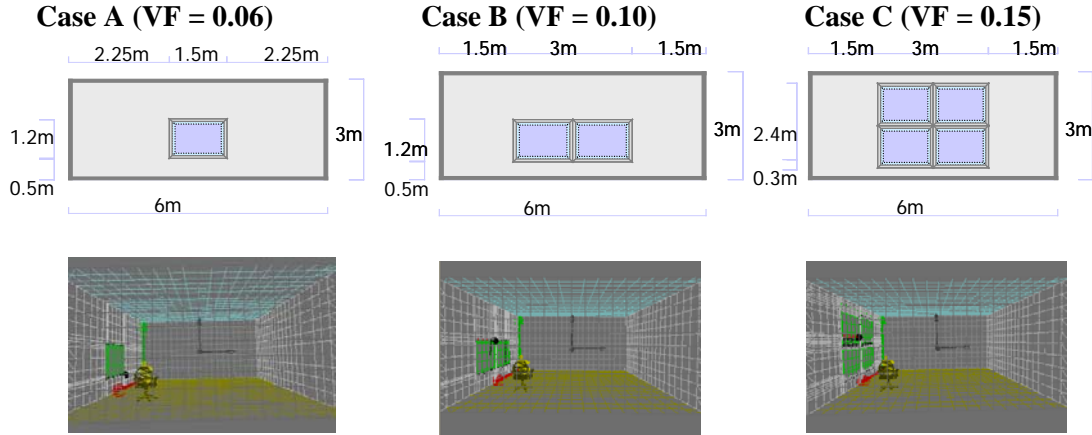 Case A (VF = 0.06)
2.25m 1.5m 2.25m
1.2m
3m
0.5m
6m
Case B (VF = 0.10)
1.5m 3m 1.5m
1.2m
3m
0.5m
6m
Case C (VF = 0.15)
1.5m 3m 1.5m
2.4m
3m
0.3m
6m